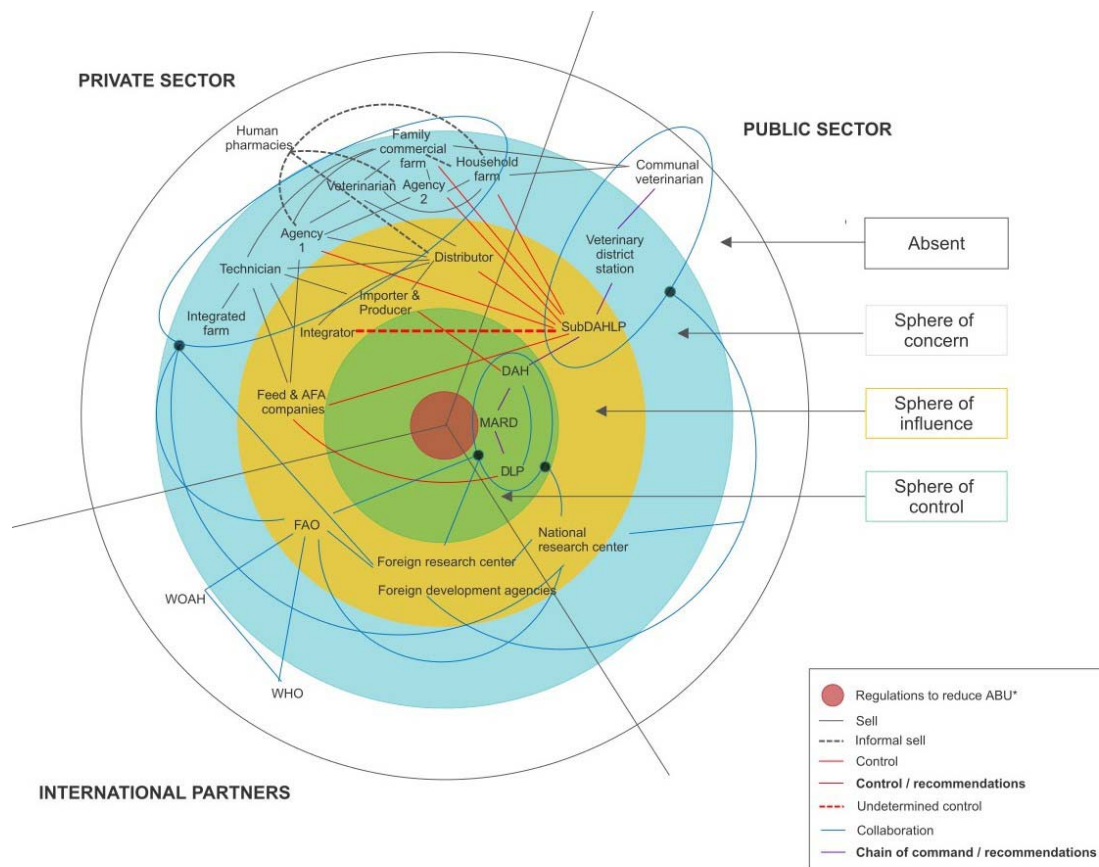 PRIVATE SECTOR
PUBLIC SECTOR
Human
pharmacies
Family
commercial
farm
Household
farm
Communal
veterinarian
Veterinarian
Agency
2
Agency
1
Veterinary
district
station
Absent
Distributor
Technician
Importer &
Producer
Integrated
farm
Integrator
SubDAHLP
Sphere of
concern
DAH
Feed & AFA
companies
MARD
Sphere of
influence
DLP
Sphere of
control
FAO
National
research center
Foreign research center
Foreign development agencies
WOAH
WHO
INTERNATIONAL PARTNERS
Regulations to reduce ABU*
Sell
Informal sell
Control
Control / recommendations
Undetermined control
Collaboration
Chain of command / recommendations